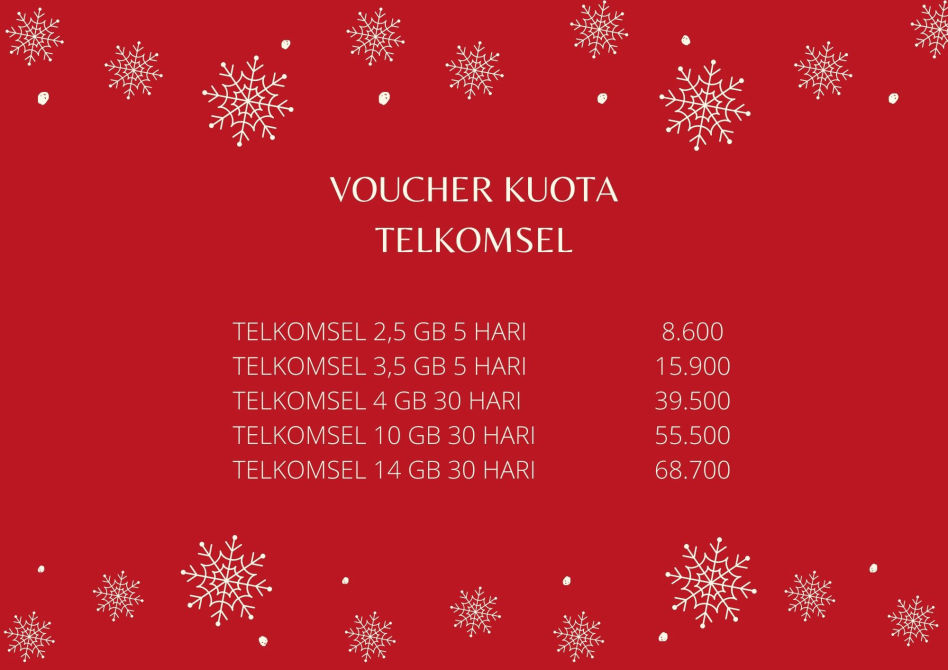 VOUCHER KUOTA
TELKOMSEL
TELKOMSEL 2,5 GB 5 HARI 8.600
TELKOMSEL 3,5 GB 5 HARI 15.900
TELKOMSEL 4 GB 30 HARI 39.500
TELKOMSEL 10 GB 30 HARI 55.500
TELKOMSEL 14 GB 30 HARI 68.700